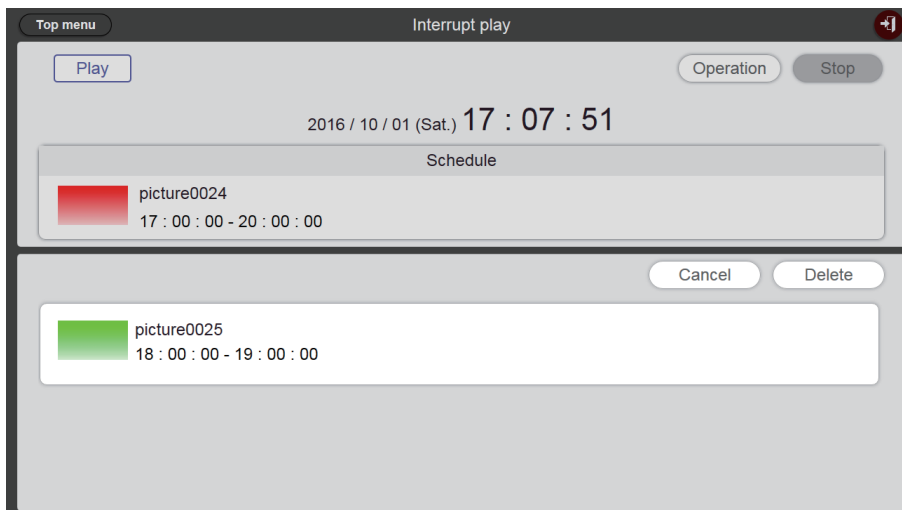 Top menu
Interrupt play
Play
Operation
Stop
2016 / 10 / 01 (Sat.) 17 : 07 : 51
Schedule
picture0024
17 : 00 : 00 - 20 : 00 : 00
Cancel
Delete
picture0025
18 : 00 : 00 - 19 : 00 : 00